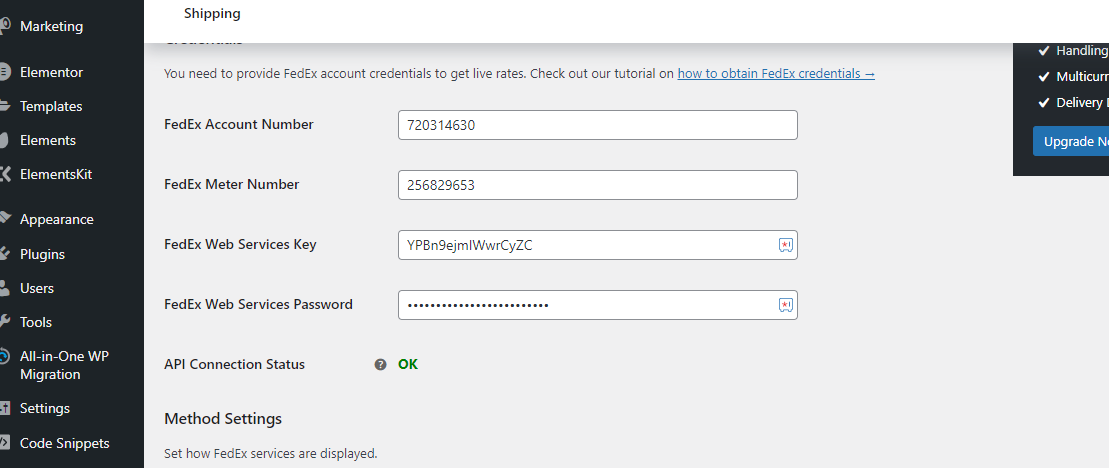 Shipping
Marketing
Elementor
Templates
Elements
ElementsKit
Appearance
Plugins
Users
Tools
All-in-One WP
Migration
Settings
Code Snippets
Credentials
You need to provide FedEx account credentials to get live rates. Check out our tutorial on how to obtain FedEx credentials →
FedEx Account Number
720314630
FedEx Meter Number
256829653
FedEx Web Services Key
YPBn9ejmIWwrCyZC
FedEx Web Services Password
•••••••••••••••••••••••••
API Connection Status ? OK
Method Settings
Set how FedEx services are displayed.
✔ Handling
✔ Multicurr
✔ Delivery
Upgrade No